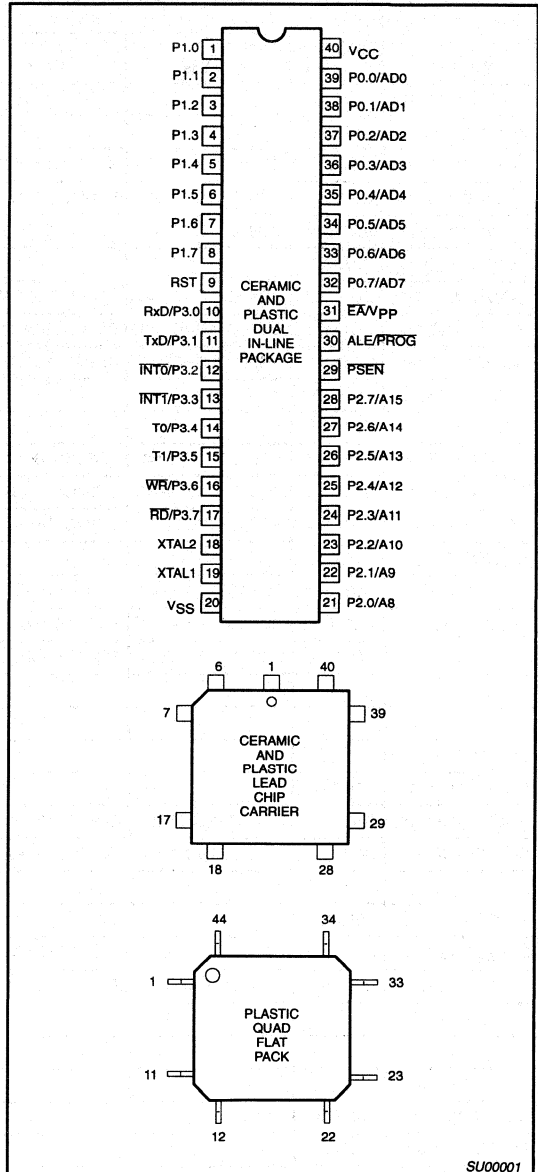 P1.0 1 40 VCC
P1.1 2 39 P0.0/AD0
P1.2 3 38 P0.1/AD1
P1.3 4 37 P0.2/AD2
P1.4 5 36 P0.3/AD3
P1.5 6 35 P0.4/AD4
P1.6 7 34 P0.5/AD5
P1.7 8 33 P0.6/AD6
RST 9 32 P0.7/AD7
RxD/P3.0 10 31 E̅A̅/VPP
TxD/P3.1 11 30 ALE/P̅R̅O̅G̅
I̅N̅T̅0̅/P3.2 12 29 P̅S̅E̅N̅
I̅N̅T̅1̅/P3.3 13 28 P2.7/A15
T0/P3.4 14 27 P2.6/A14
T1/P3.5 15 26 P2.5/A13
W̅R̅/P3.6 16 25 P2.4/A12
R̅D̅/P3.7 17 24 P2.3/A11
XTAL2 18 23 P2.2/A10
XTAL1 19 22 P2.1/A9
VSS 20 21 P2.0/A8
CERAMIC
AND
PLASTIC
DUAL
IN-LINE
PACKAGE
6 1 40
7 39
CERAMIC
AND
PLASTIC
LEAD
CHIP
CARRIER
17 29
18 28
44 34
1 33
PLASTIC
QUAD
FLAT
PACK
11 23
12 22
SU00001